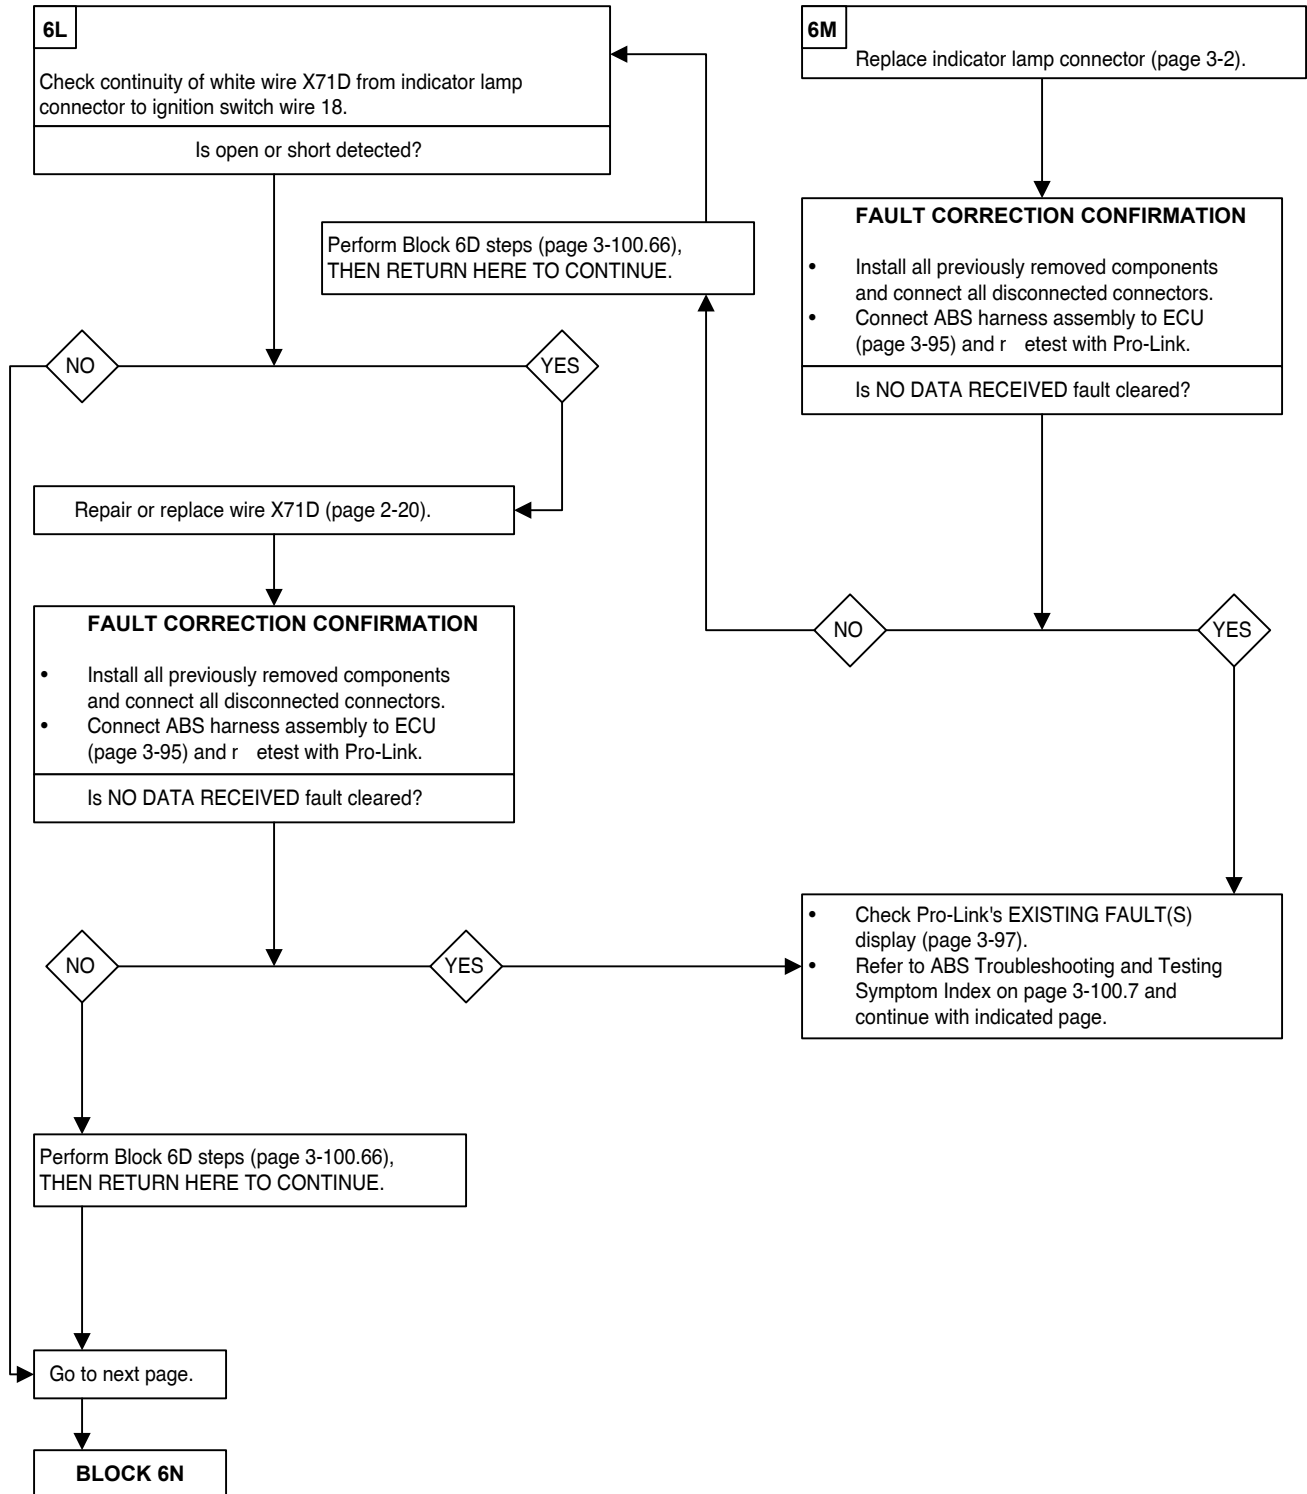 6L
Check continuity of white wire X71D from indicator lamp
connector to ignition switch wire 18.
Is open or short detected?
6M
Replace indicator lamp connector (page 3-2).
FAULT CORRECTION CONFIRMATION
• Install all previously removed components
and connect all disconnected connectors.
• Connect ABS harness assembly to ECU
(page 3-95) and r etest with Pro-Link.
Is NO DATA RECEIVED fault cleared?
Perform Block 6D steps (page 3-100.66),
THEN RETURN HERE TO CONTINUE.
NO
YES
Repair or replace wire X71D (page 2-20).
FAULT CORRECTION CONFIRMATION
• Install all previously removed components
and connect all disconnected connectors.
• Connect ABS harness assembly to ECU
(page 3-95) and r etest with Pro-Link.
Is NO DATA RECEIVED fault cleared?
NO
YES
NO
YES
• Check Pro-Link's EXISTING FAULT(S)
display (page 3-97).
• Refer to ABS Troubleshooting and Testing
Symptom Index on page 3-100.7 and
continue with indicated page.
Perform Block 6D steps (page 3-100.66),
THEN RETURN HERE TO CONTINUE.
Go to next page.
BLOCK 6N